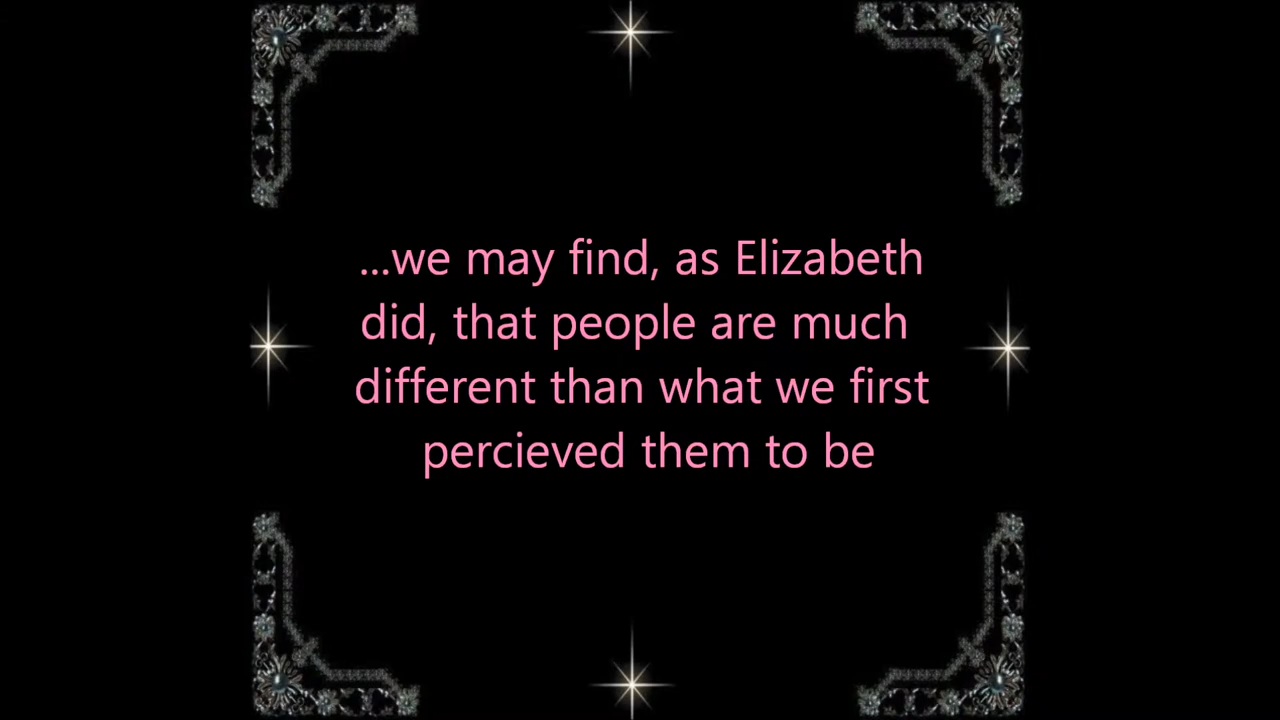 ...we may find, as Elizabeth
did, that people are much
different than what we first
percieved them to be